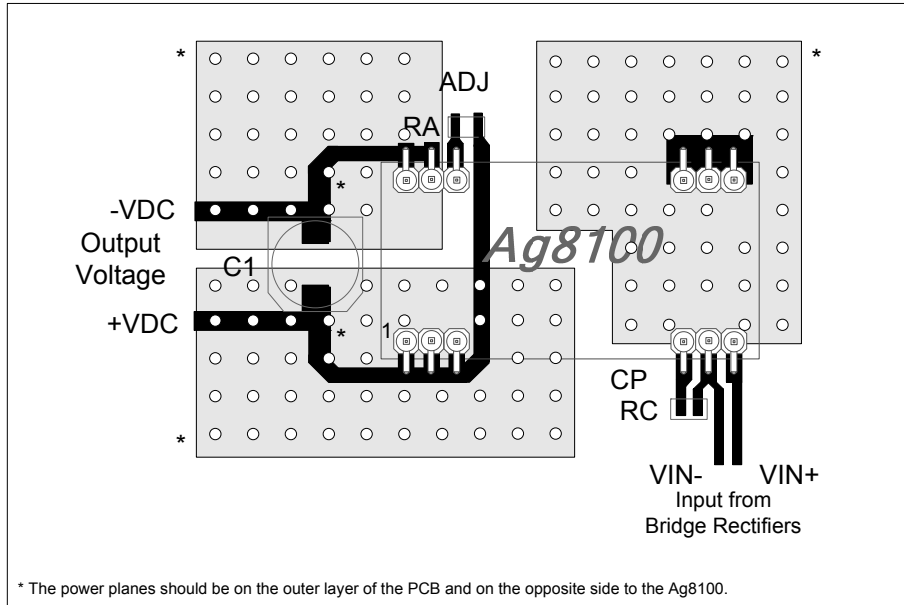 *
*
ADJ
RA
*
-VDC
Output
Voltage
C1
Ag8100
+VDC
*
1
CP
RC
*
VIN-
VIN+
Input from
Bridge Rectifiers
* The power planes should be on the outer layer of the PCB and on the opposite side to the Ag8100.